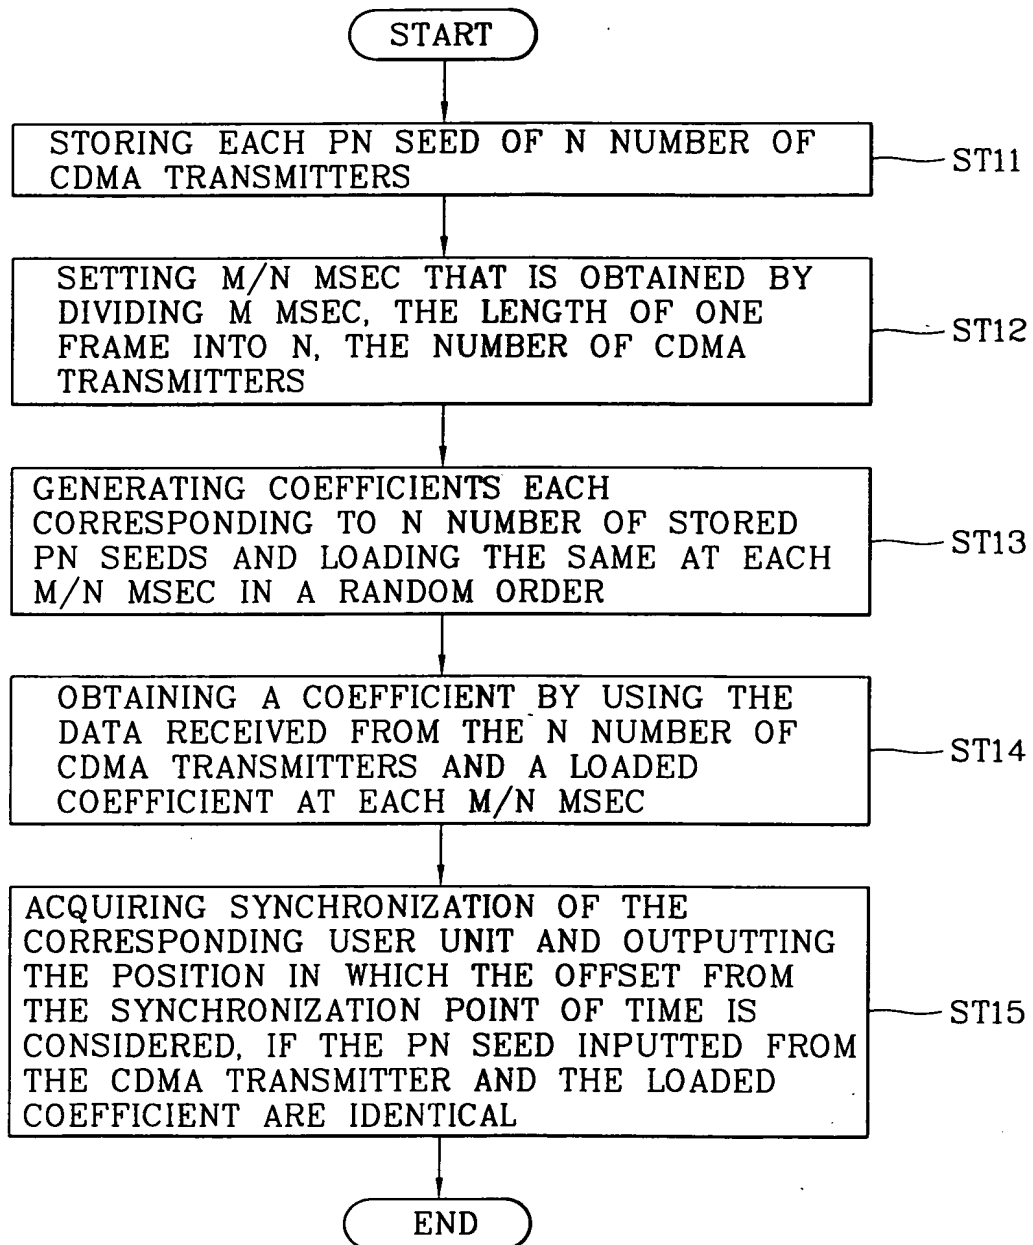 START
STORING EACH PN SEED OF N NUMBER OF
CDMA TRANSMITTERS
ST11
SETTING M/N MSEC THAT IS OBTAINED BY
DIVIDING M MSEC, THE LENGTH OF ONE
FRAME INTO N, THE NUMBER OF CDMA
TRANSMITTERS
ST12
GENERATING COEFFICIENTS EACH
CORRESPONDING TO N NUMBER OF STORED
PN SEEDS AND LOADING THE SAME AT EACH
M/N MSEC IN A RANDOM ORDER
ST13
OBTAINING A COEFFICIENT BY USING THE
DATA RECEIVED FROM THE N NUMBER OF
CDMA TRANSMITTERS AND A LOADED
COEFFICIENT AT EACH M/N MSEC
ST14
ACQUIRING SYNCHRONIZATION OF THE
CORRESPONDING USER UNIT AND OUTPUTTING
THE POSITION IN WHICH THE OFFSET FROM
THE SYNCHRONIZATION POINT OF TIME IS
CONSIDERED, IF THE PN SEED INPUTTED FROM
THE CDMA TRANSMITTER AND THE LOADED
COEFFICIENT ARE IDENTICAL
ST15
END